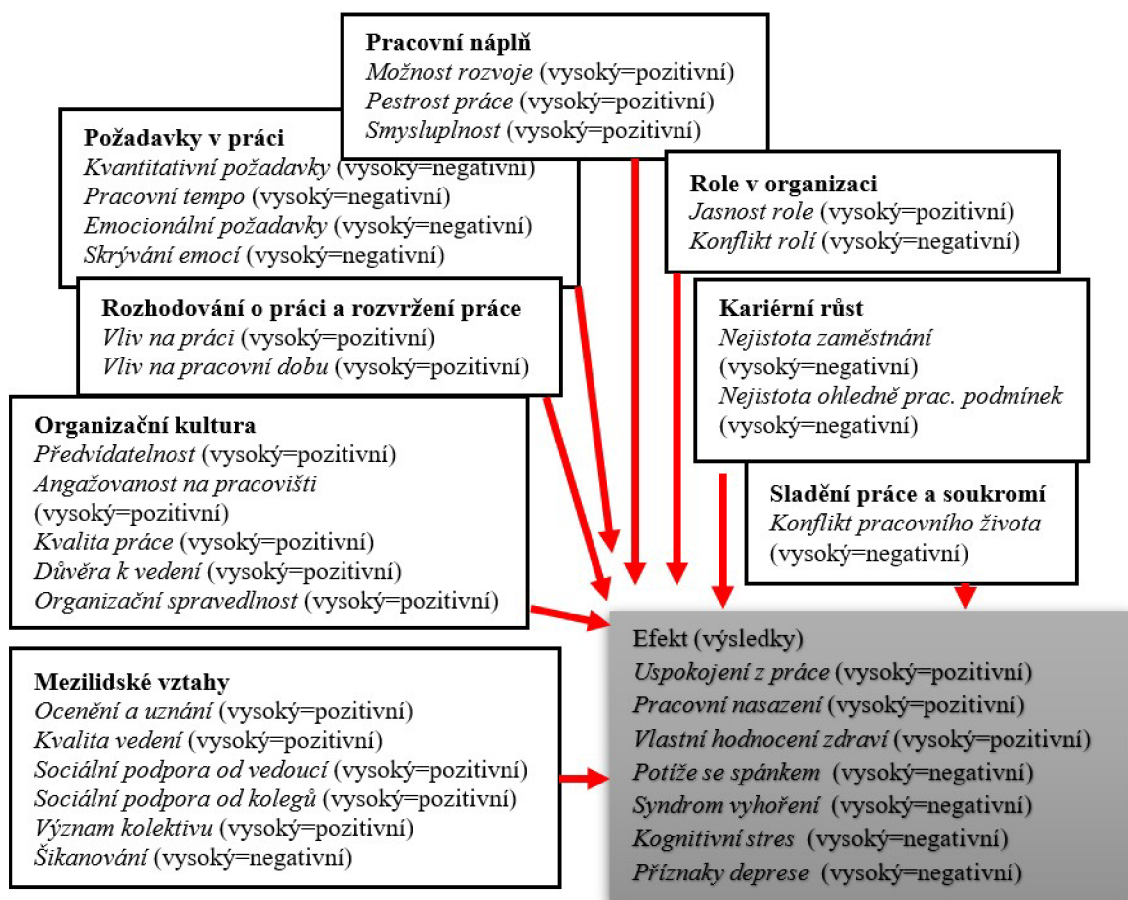 Pracovní náplň
Možnost rozvoje (vysoký=pozitivní)
Pestrost práce (vysoký=pozitivní)
Smysluplnost (vysoký=pozitivní)
Požadavky v práci
Kvantitativní požadavky (vysoký=negativní)
Pracovní tempo (vysoký=negativní)
Emocionální požadavky (vysoký=negativní)
Skrývání emocí (vysoký=negativní)
Role v organizaci
Jasnost role (vysoký=pozitivní)
Konflikt rolí (vysoký=negativní)
Rozhodování o práci a rozvržení práce
Vliv na práci (vysoký=pozitivní)
Vliv na pracovní dobu (vysoký=pozitivní)
Kariérní růst
Nejistota zaměstnání
(vysoký=negativní)
Nejistota ohledně prac. podmínek
(vysoký=negativní)
Organizační kultura
Předvídatelnost (vysoký=pozitivní)
Angažovanost na pracovišti
(vysoký=pozitivní)
Kvalita práce (vysoký=pozitivní)
Důvěra k vedení (vysoký=pozitivní)
Organizační spravedlnost (vysoký=pozitivní)
Sladění práce a soukromí
Konflikt pracovního života
(vysoký=negativní)
Mezilidské vztahy
Ocenění a uznání (vysoký=pozitivní)
Kvalita vedení (vysoký=pozitivní)
Sociální podpora od vedoucí (vysoký=pozitivní)
Sociální podpora od kolegů (vysoký=pozitivní)
Význam kolektivu (vysoký=pozitivní)
Šikanování (vysoký=negativní)
Efekt (výsledky)
Uspokojení z práce (vysoký=pozitivní)
Pracovní nasazení (vysoký=pozitivní)
Vlastní hodnocení zdraví (vysoký=pozitivní)
Potíže se spánkem (vysoký=negativní)
Syndrom vyhoření (vysoký=negativní)
Kognitivní stres (vysoký=negativní)
Příznaky deprese (vysoký=negativní)